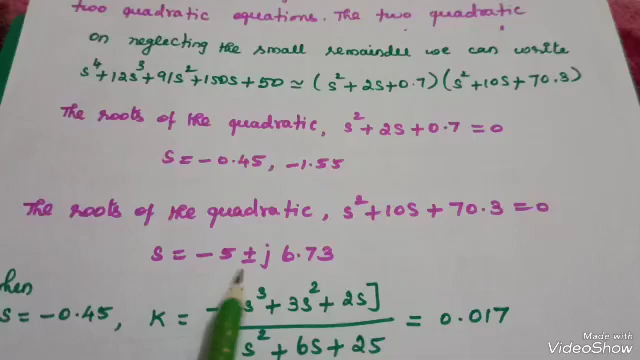 two quadratic equations. The two quadratic
on neglecting the small remainder we can write
s⁴+12s³+91s²+150s+50 ≃ (s²+2s+0.7)(s²+10s+70.3)
The roots of the quadratic, s²+2s+0.7=0
s=-0.45, -1.55
The roots of the quadratic, s²+10s+70.3=0
s=-5±j6.73
When
s=-0.45, K = -[s³+3s²+2s] = 0.017
s²+6s+25
Made with
VideoShow